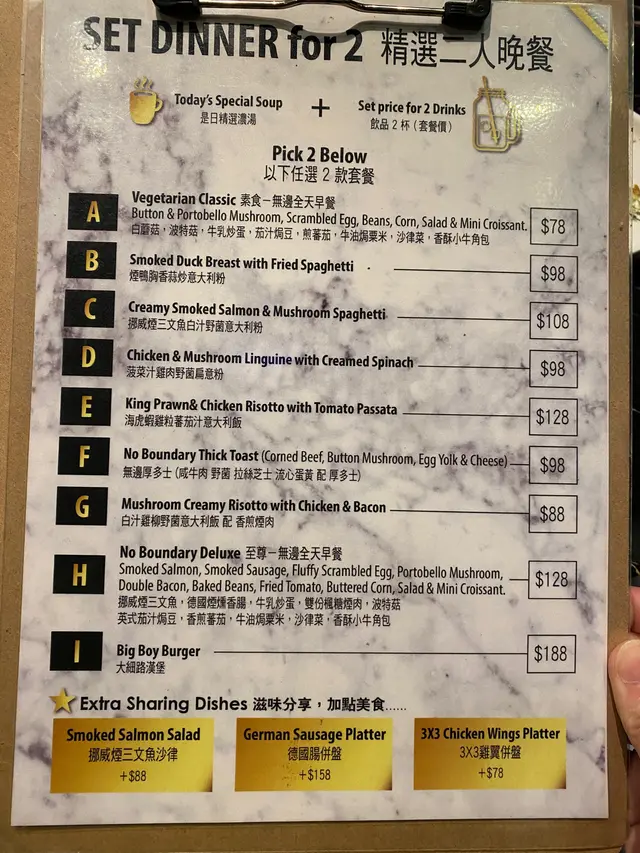 SET DINNER for 2 精選二人晚餐
Today's Special Soup
是日精選濃湯
+
Set price for 2 Drinks
飲品 2 杯 (套餐價)
Pick 2 Below
以下任選 2 款套餐
A
Vegetarian Classic 素食－無邊全天早餐
Button & Portobello Mushroom, Scrambled Egg, Beans, Corn, Salad & Mini Croissant.
白蘑菇，波特菇，牛乳炒蛋，茄汁焗豆，煎蕃茄，牛油焗粟米，沙律菜，香酥小牛角包
$78
B
Smoked Duck Breast with Fried Spaghetti
煙鴨胸香蒜炒意大利粉
$98
C
Creamy Smoked Salmon & Mushroom Spaghetti
挪威煙三文魚白汁野菌意大利粉
$108
D
Chicken & Mushroom Linguine with Creamed Spinach
菠菜汁雞肉野菌扁意粉
$98
E
King Prawn& Chicken Risotto with Tomato Passata
海虎蝦雞粒蕃茄汁意大利飯
$128
F
No Boundary Thick Toast (Corned Beef, Button Mushroom, Egg Yolk & Cheese)
無邊厚多士 (咸牛肉 野菌 拉絲芝士 流心蛋黃 配 厚多士)
$98
G
Mushroom Creamy Risotto with Chicken & Bacon
白汁雞柳野菌意大利飯 配 香煎煙肉
$88
H
No Boundary Deluxe 至尊－無邊全天早餐
Smoked Salmon, Smoked Sausage, Fluffy Scrambled Egg, Portobello Mushroom,
Double Bacon, Baked Beans, Fried Tomato, Buttered Corn, Salad & Mini Croissant.
挪威煙三文魚，德國煙燻香腸，牛乳炒蛋，雙份楓糖煙肉，波特菇
英式茄汁焗豆，香煎蕃茄，牛油焗粟米，沙律菜，香酥小牛角包
$128
I
Big Boy Burger
大細路漢堡
$188
Extra Sharing Dishes 滋味分享，加點美食......
Smoked Salmon Salad
挪威煙三文魚沙律
+$88
German Sausage Platter
德國腸併盤
+$158
3X3 Chicken Wings Platter
3X3雞翼併盤
+$78